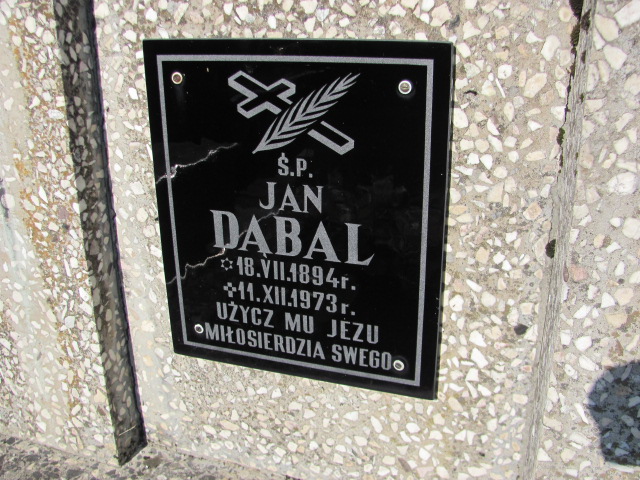 Ś.P.
JAN
DĄBAL
✡18.VII.1894r.
✝11.XII.1973r.
UŻYCZ MU JEZU
MIŁOSIERDZIA SWEGO